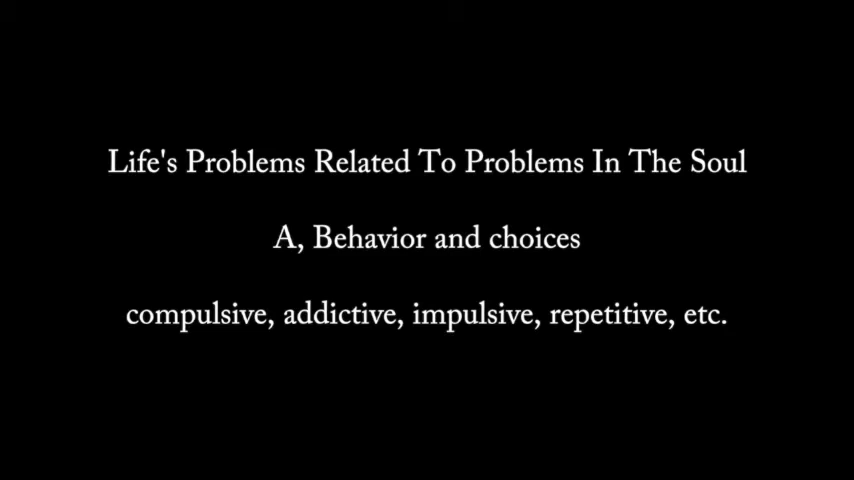 Life's Problems Related To Problems In The Soul
A, Behavior and choices
compulsive, addictive, impulsive, repetitive, etc.